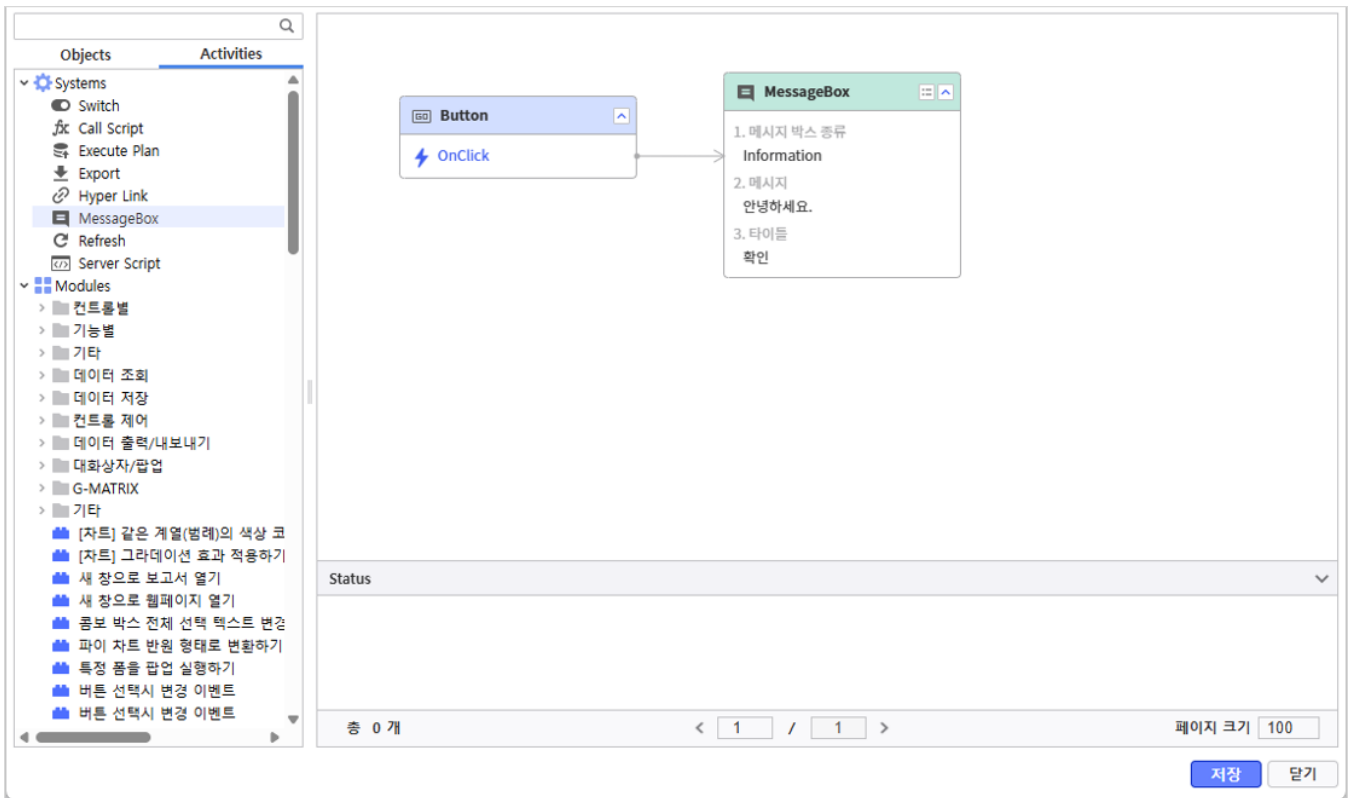 Objects
Activities
Systems
Switch
Call Script
Execute Plan
Export
Hyper Link
MessageBox
Refresh
Server Script
Modules
컨트롤별
기능별
기타
데이터 조회
데이터 저장
컨트롤 제어
데이터 출력/내보내기
대화상자/팝업
G-MATRIX
기타
[차트] 같은 계열(범례)의 색상 코
[차트] 그라데이션 효과 적용하기
새 창으로 보고서 열기
새 창으로 웹페이지 열기
콤보 박스 전체 선택 텍스트 변경
파이 차트 반원 형태로 변환하기
특정 폼을 팝업 실행하기
버튼 선택시 변경 이벤트
버튼 선택시 변경 이벤트
GO Button
OnClick
MessageBox
1. 메시지 박스 종류
Information
2. 메시지
안녕하세요.
3. 타이틀
확인
Status
총 0 개
1 / 1
페이지 크기 100
저장
닫기